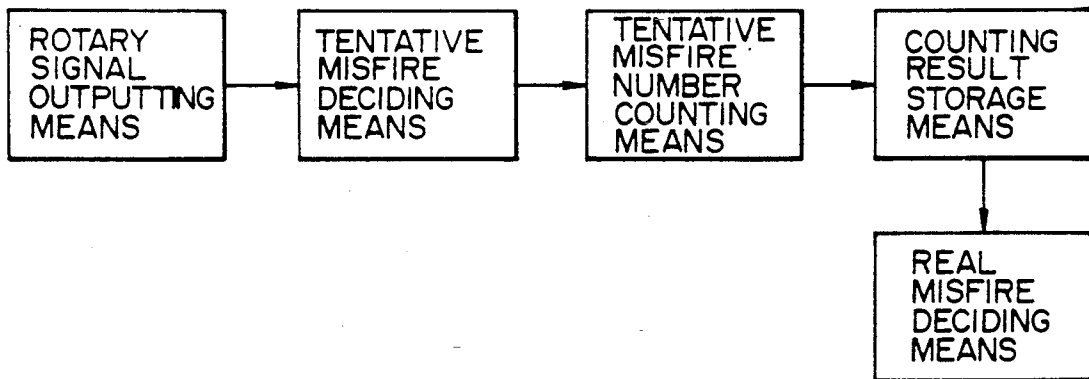 ROTARY
SIGNAL
OUTPUTTING
MEANS
TENTATIVE
MISFIRE
DECIDING
MEANS
TENTATIVE
MISFIRE
NUMBER
COUNTING
MEANS
COUNTING
RESULT
STORAGE
MEANS
REAL
MISFIRE
DECIDING
MEANS